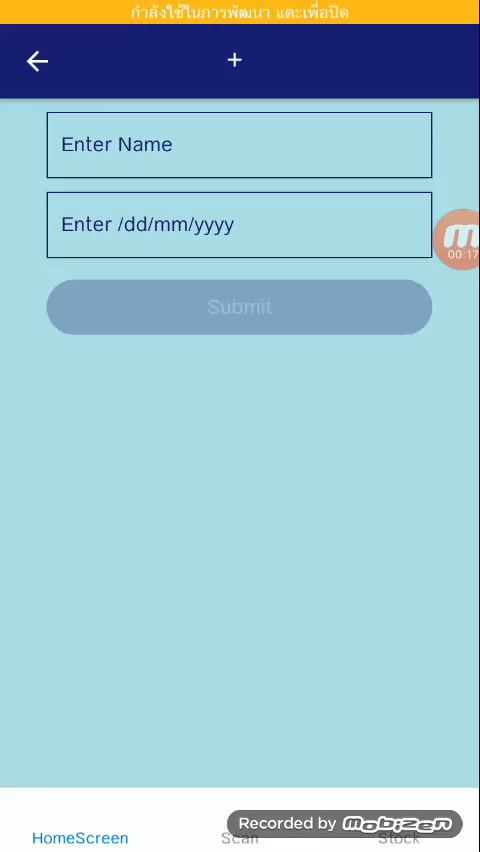 กำลังใช้ในการพัฒนา แตะเพื่อปิด
+
Enter Name
Enter /dd/mm/yyyy
00:17
Submit
Recorded by mobizen
HomeScreen
Scan
Stock